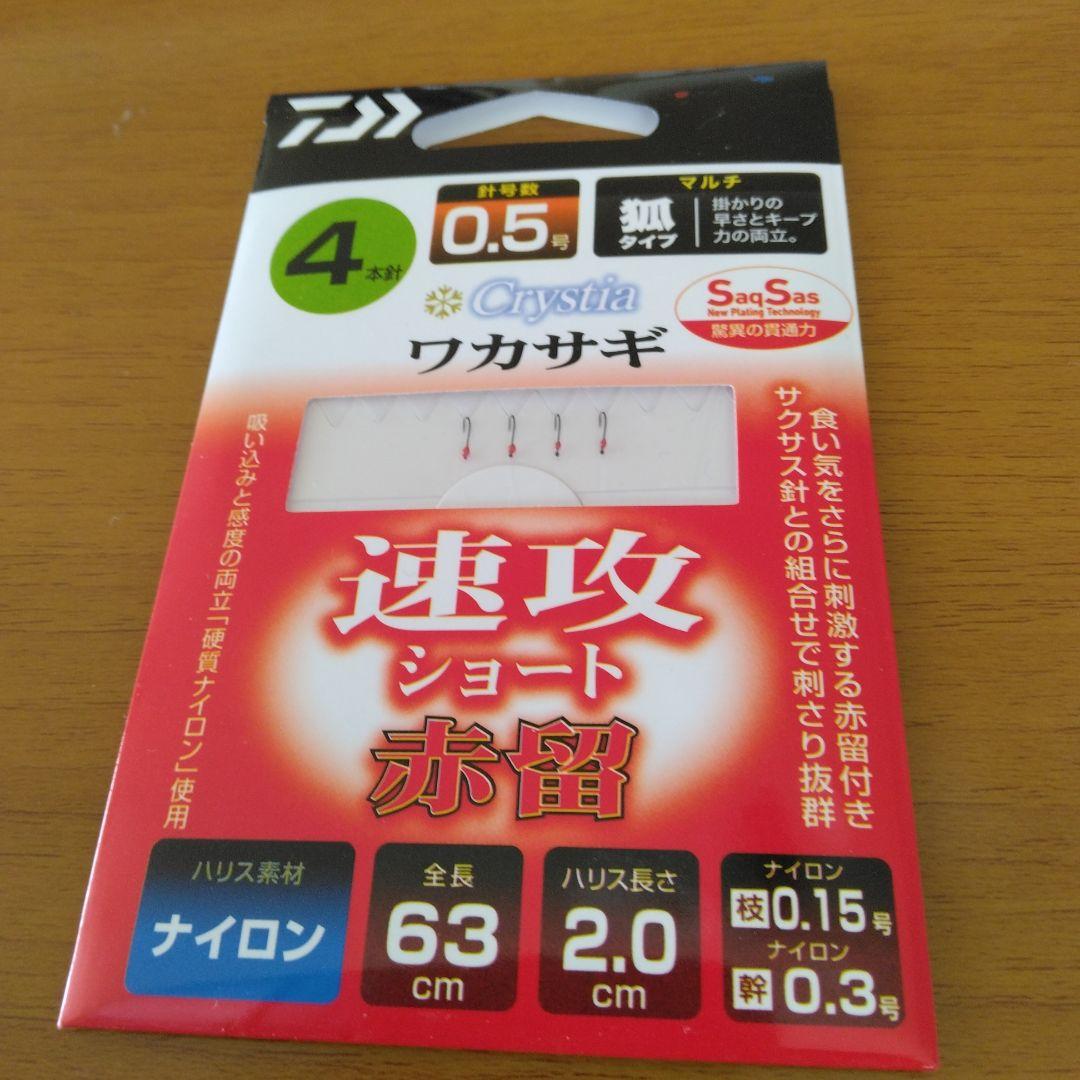 4本針
針号数
0.5号
マルチ
狐
タイプ
掛かりの
早さとキープ
力の両立。
Crystia
ワカサギ
SaqSas
New Plating Technology
驚異の貫通力
食い気をさらに刺激する赤留付き
サクサス針との組合せで刺さり抜群
吸い込みと感度の両立「硬質ナイロン」使用
速攻
ショート
赤留
ハリス素材
ナイロン
全長
63
cm
ハリス長さ
2.0
cm
ナイロン
枝0.15号
ナイロン
幹0.3号